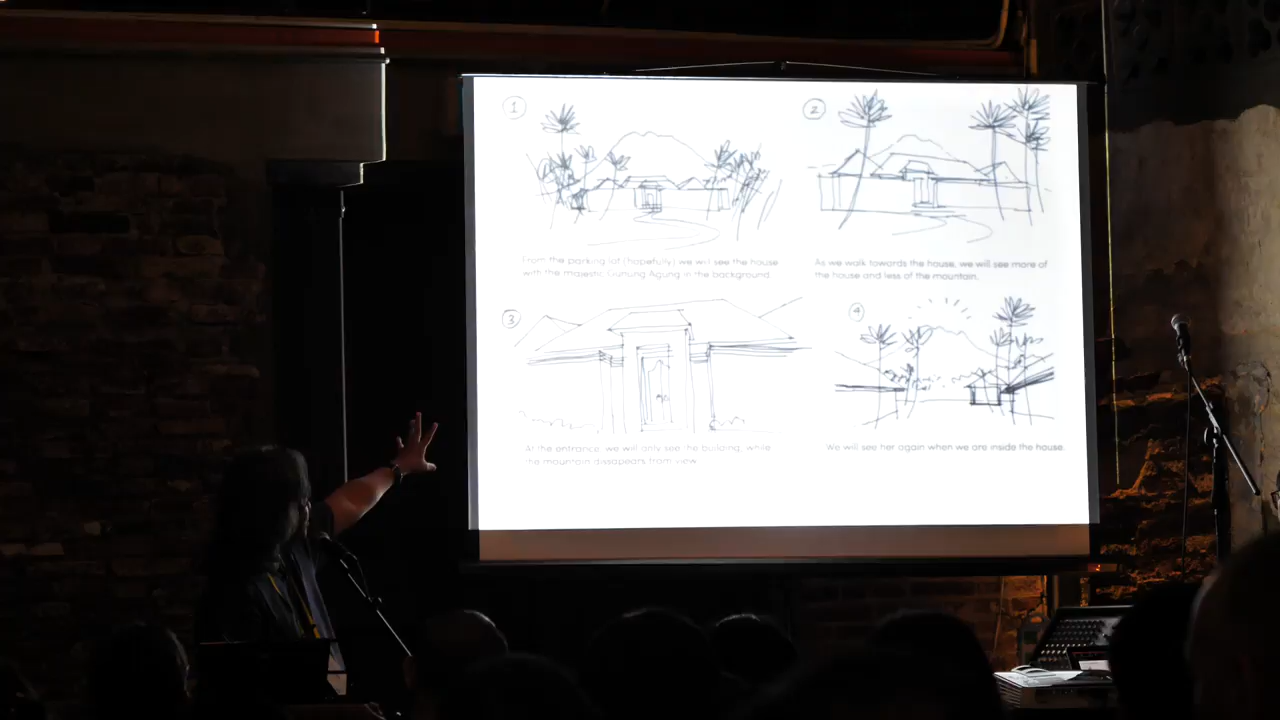 1
From the parking lot (hopefully) we will see the house
with the majestic Gunung Agung in the background.
2
As we walk towards the house, we will see more of
the house and less of the mountain.
3
At the entrance, we will only see the building, while
the mountain dissapears from view.
4
We will see her again when we are inside the house.